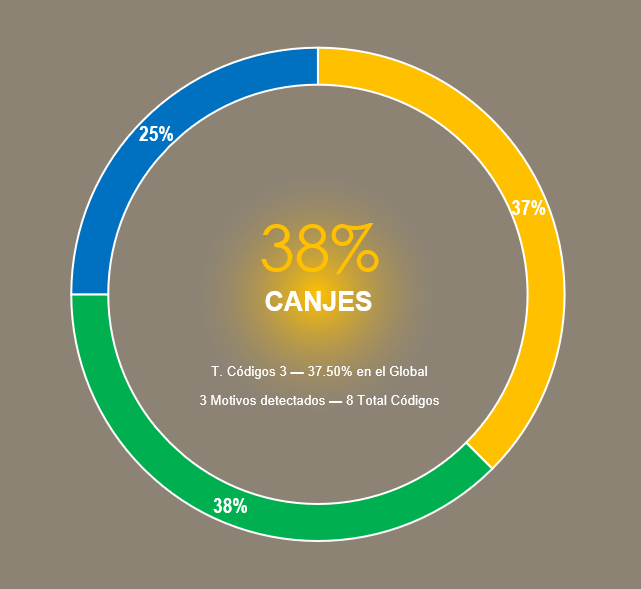 25%
37%
38%
CANJES
T. Códigos 3 — 37.50% en el Global
3 Motivos detectados — 8 Total Códigos
38%